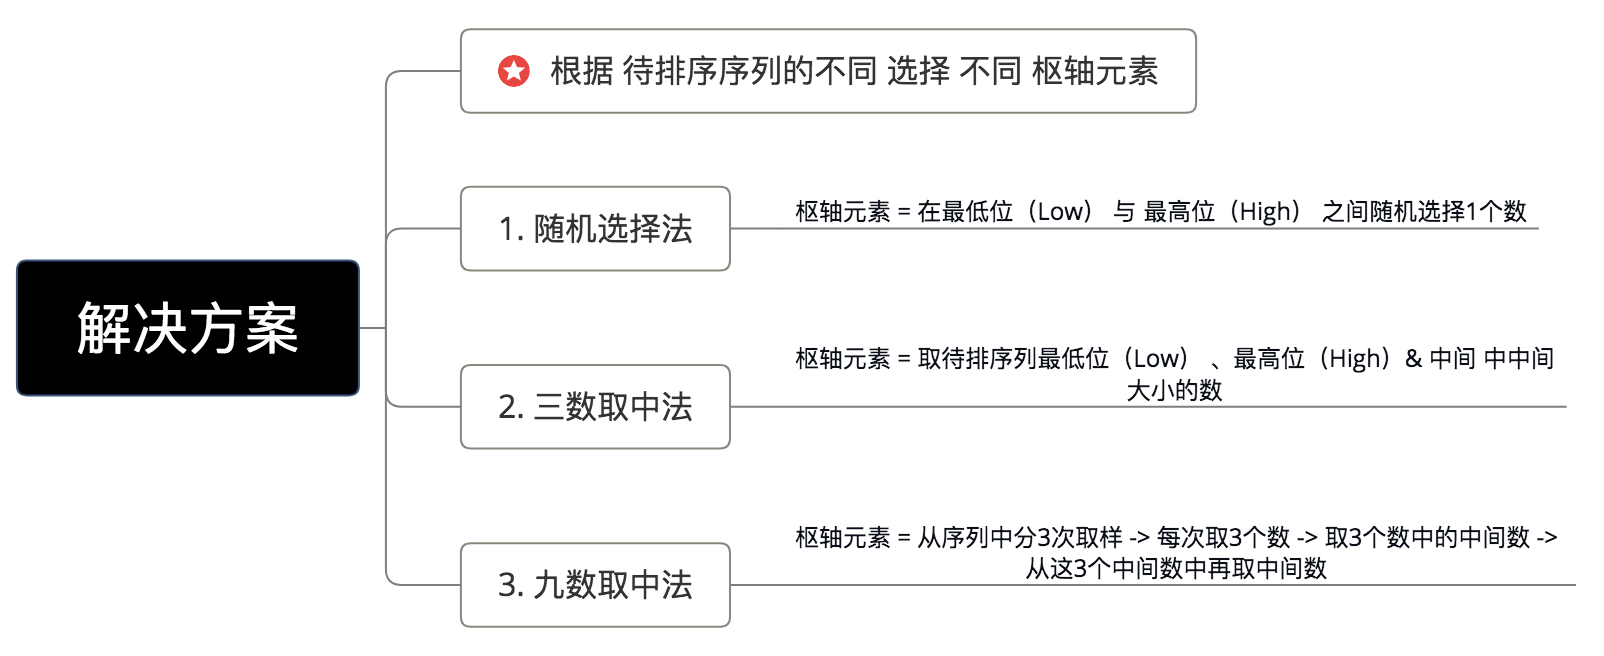 解决方案
根据 待排序序列的不同 选择 不同 枢轴元素
1. 随机选择法
枢轴元素 = 在最低位（Low） 与 最高位（High） 之间随机选择1个数
2. 三数取中法
枢轴元素 = 取待排序列最低位（Low） 、最高位（High）& 中间 中中间
大小的数
3. 九数取中法
枢轴元素 = 从序列中分3次取样 -> 每次取3个数 -> 取3个数中的中间数 ->
从这3个中间数中再取中间数